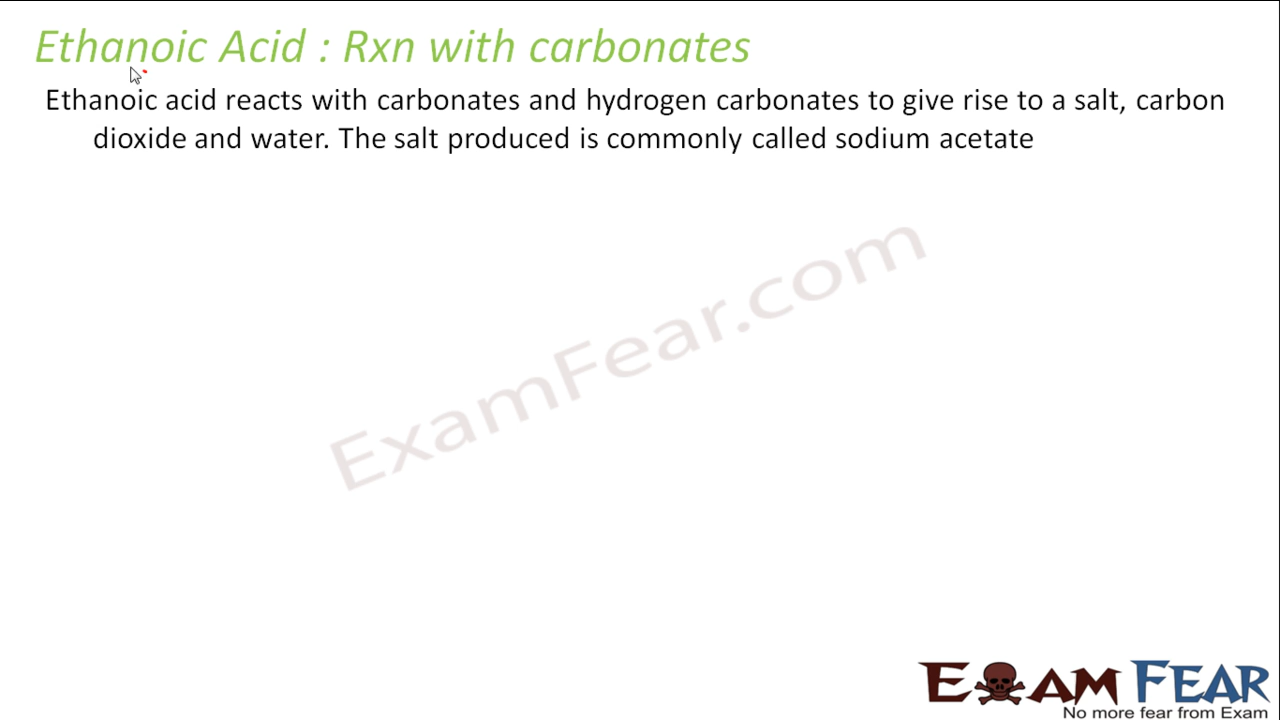 Ethanoic Acid : Rxn with carbonates
Ethanoic acid reacts with carbonates and hydrogen carbonates to give rise to a salt, carbon
dioxide and water. The salt produced is commonly called sodium acetate
ExamFear.com
EXAM FEAR
No more fear from Exam